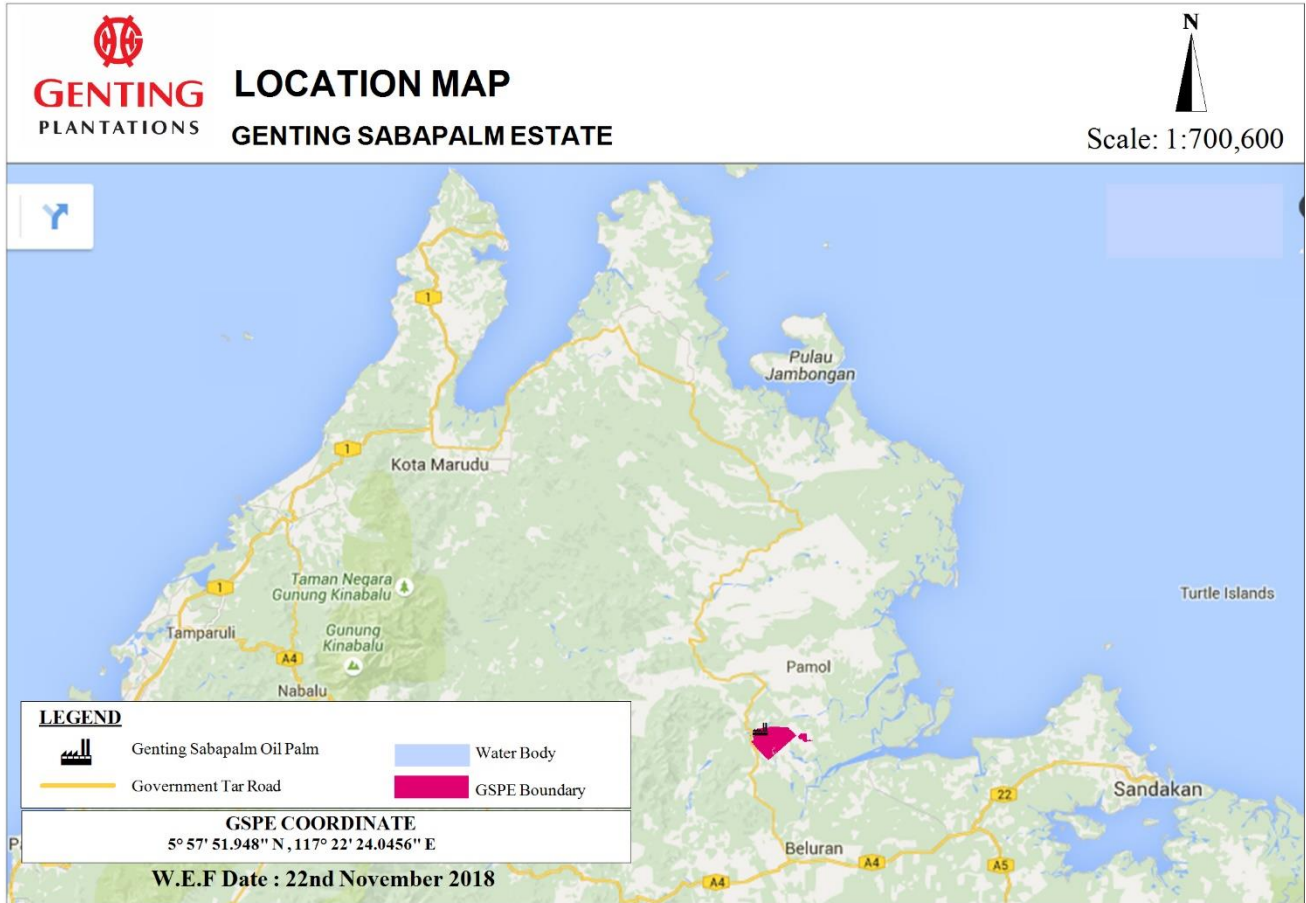 GENTING
PLANTATIONS
LOCATION MAP
GENTING SABAPALM ESTATE
N
Scale: 1:700,600
1
Pulau
Jambongan
1
Kota Marudu
Taman Negara
Gunung Kinabalu
1
Turtle Islands
Tamparuli
Gunung
Kinabalu
A4
Nabalu
Pamol
LEGEND
Genting Sabapalm Oil Palm
Water Body
Government Tar Road
GSPE Boundary
22
Sandakan
GSPE COORDINATE
5° 57' 51.948" N , 117° 22' 24.0456" E
Beluran
A4
A5
A4
W.E.F Date : 22nd November 2018